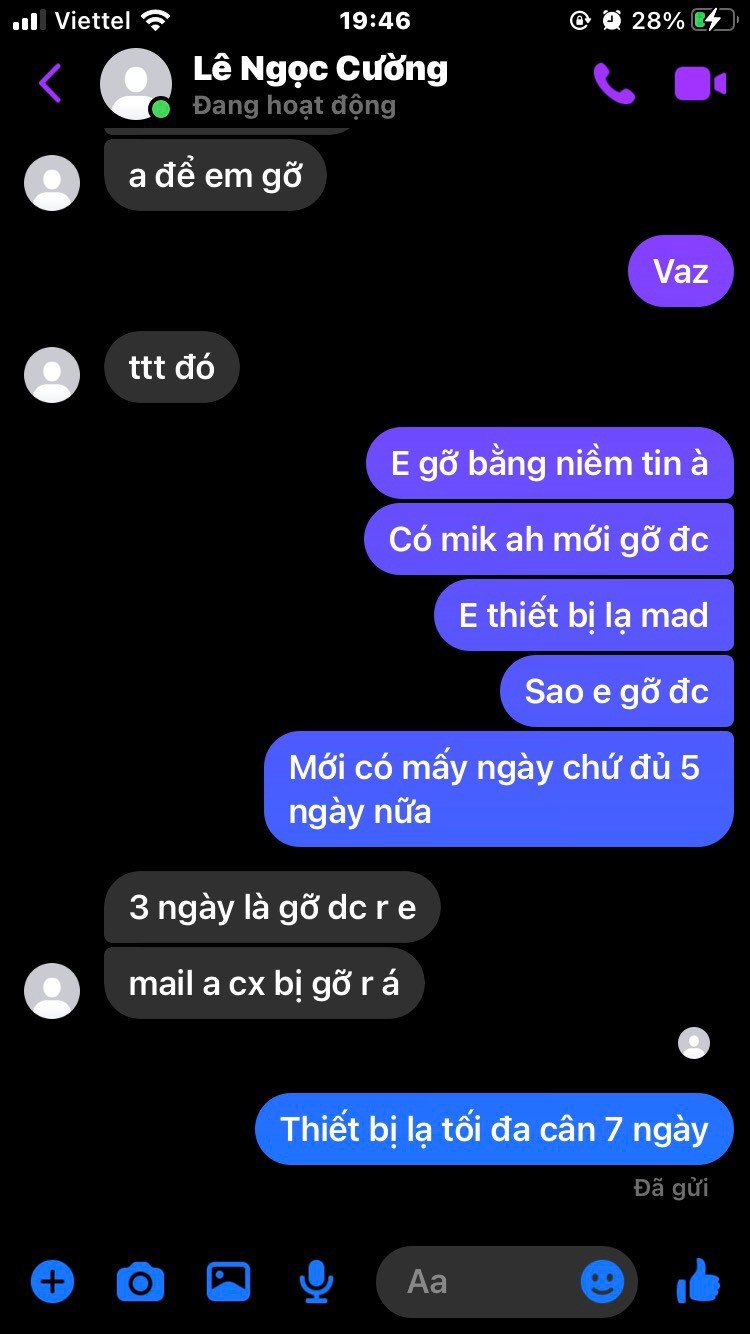 Viettel
19:46
28%
Lê Ngọc Cường
Đang hoạt động
a để em gỡ
Vaz
ttt đó
E gỡ bằng niềm tin à
Có mik ah mới gỡ đc
E thiết bị lạ mad
Sao e gỡ đc
Mới có mấy ngày chứ đủ 5
ngày nữa
3 ngày là gỡ dc r e
mail a cx bị gỡ r á
Thiết bị lạ tối đa cân 7 ngày
Đã gửi
Aa